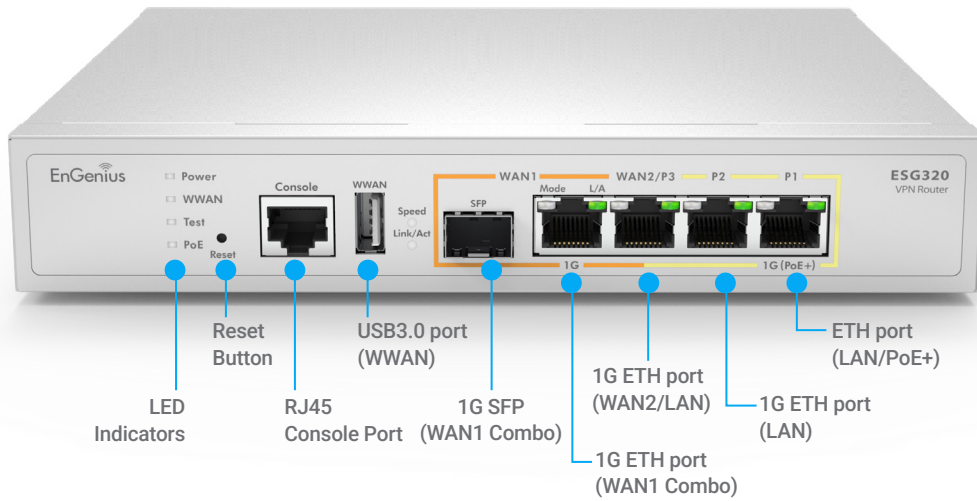 EnGenius
Power
WWAN
Test
PoE
Reset
Console
WWAN
Speed
Link/Act
WAN1
WAN2/P3
P2
P1
SFP
Mode
L/A
1G
1G (PoE+)
ESG320
VPN Router
LED
Indicators
Reset
Button
RJ45
Console Port
USB3.0 port
(WWAN)
1G SFP
(WAN1 Combo)
1G ETH port
(WAN1 Combo)
1G ETH port
(WAN2/LAN)
1G ETH port
(LAN)
ETH port
(LAN/PoE+)